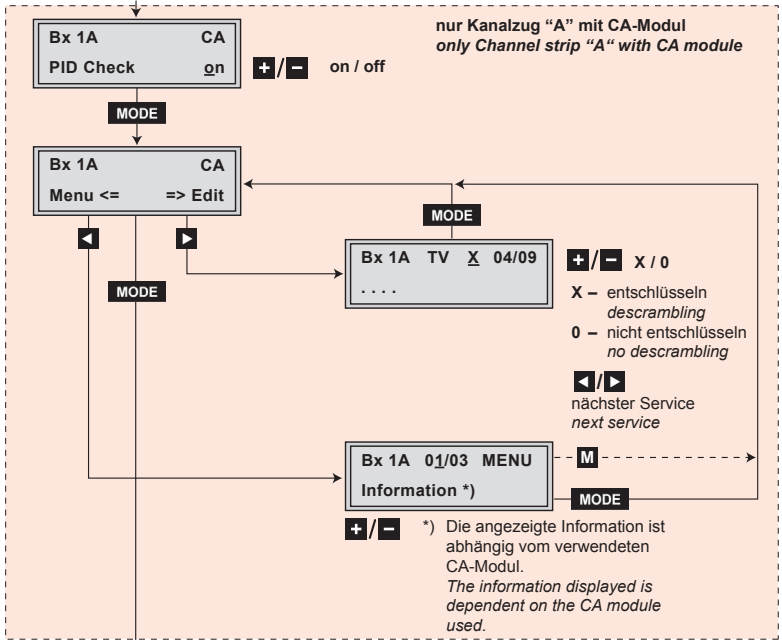 nur Kanalzug “A” mit CA-Modul
only Channel strip “A“ with CA module
Bx 1A CA
PID Check on
+/− on / off
MODE
Bx 1A CA
Menu <= => Edit
MODE
MODE
Bx 1A TV X 04/09
. . . .
+/− X / 0
X – entschlüsseln
descrambling
0 – nicht entschlüsseln
no descrambling
◄/►
nächster Service
next service
Bx 1A 01/03 MENU
Information *)
M
MODE
+/−
*) Die angezeigte Information ist
abhängig vom verwendeten
CA-Modul.
The information displayed is
dependent on the CA module
used.